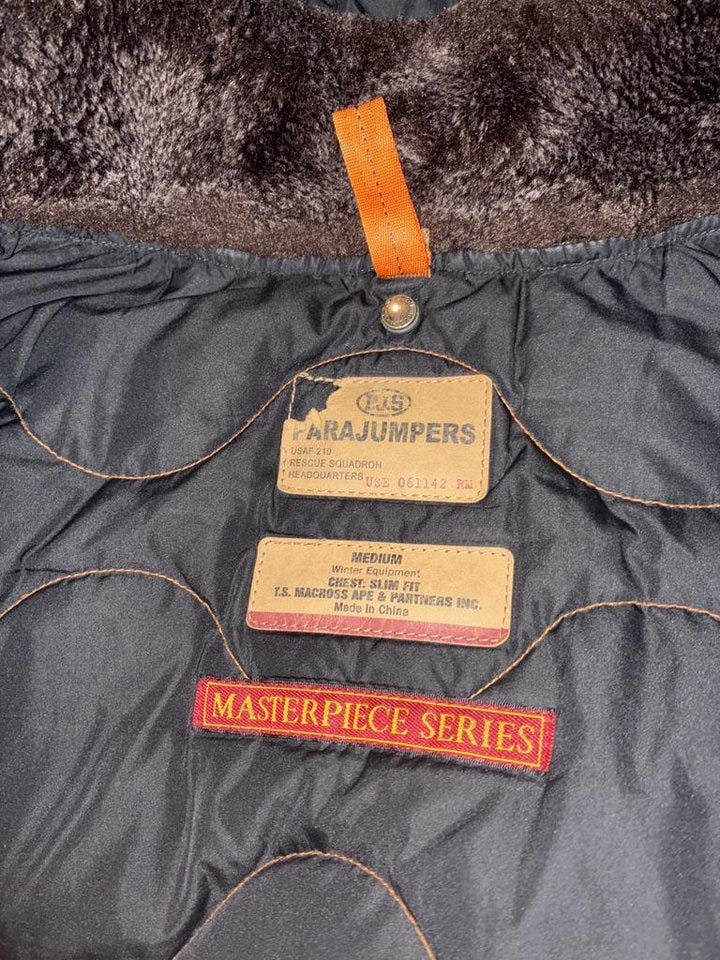 P.J.S
PARAJUMPERS
USAF 210
RESCUE SQUADRON
HEADQUARTERS USE 061142 RM
MEDIUM
Winter Equipment
CHEST: SLIM FIT
T.S. MACROSS APE & PARTNERS INC.
Made in China
MASTERPIECE SERIES